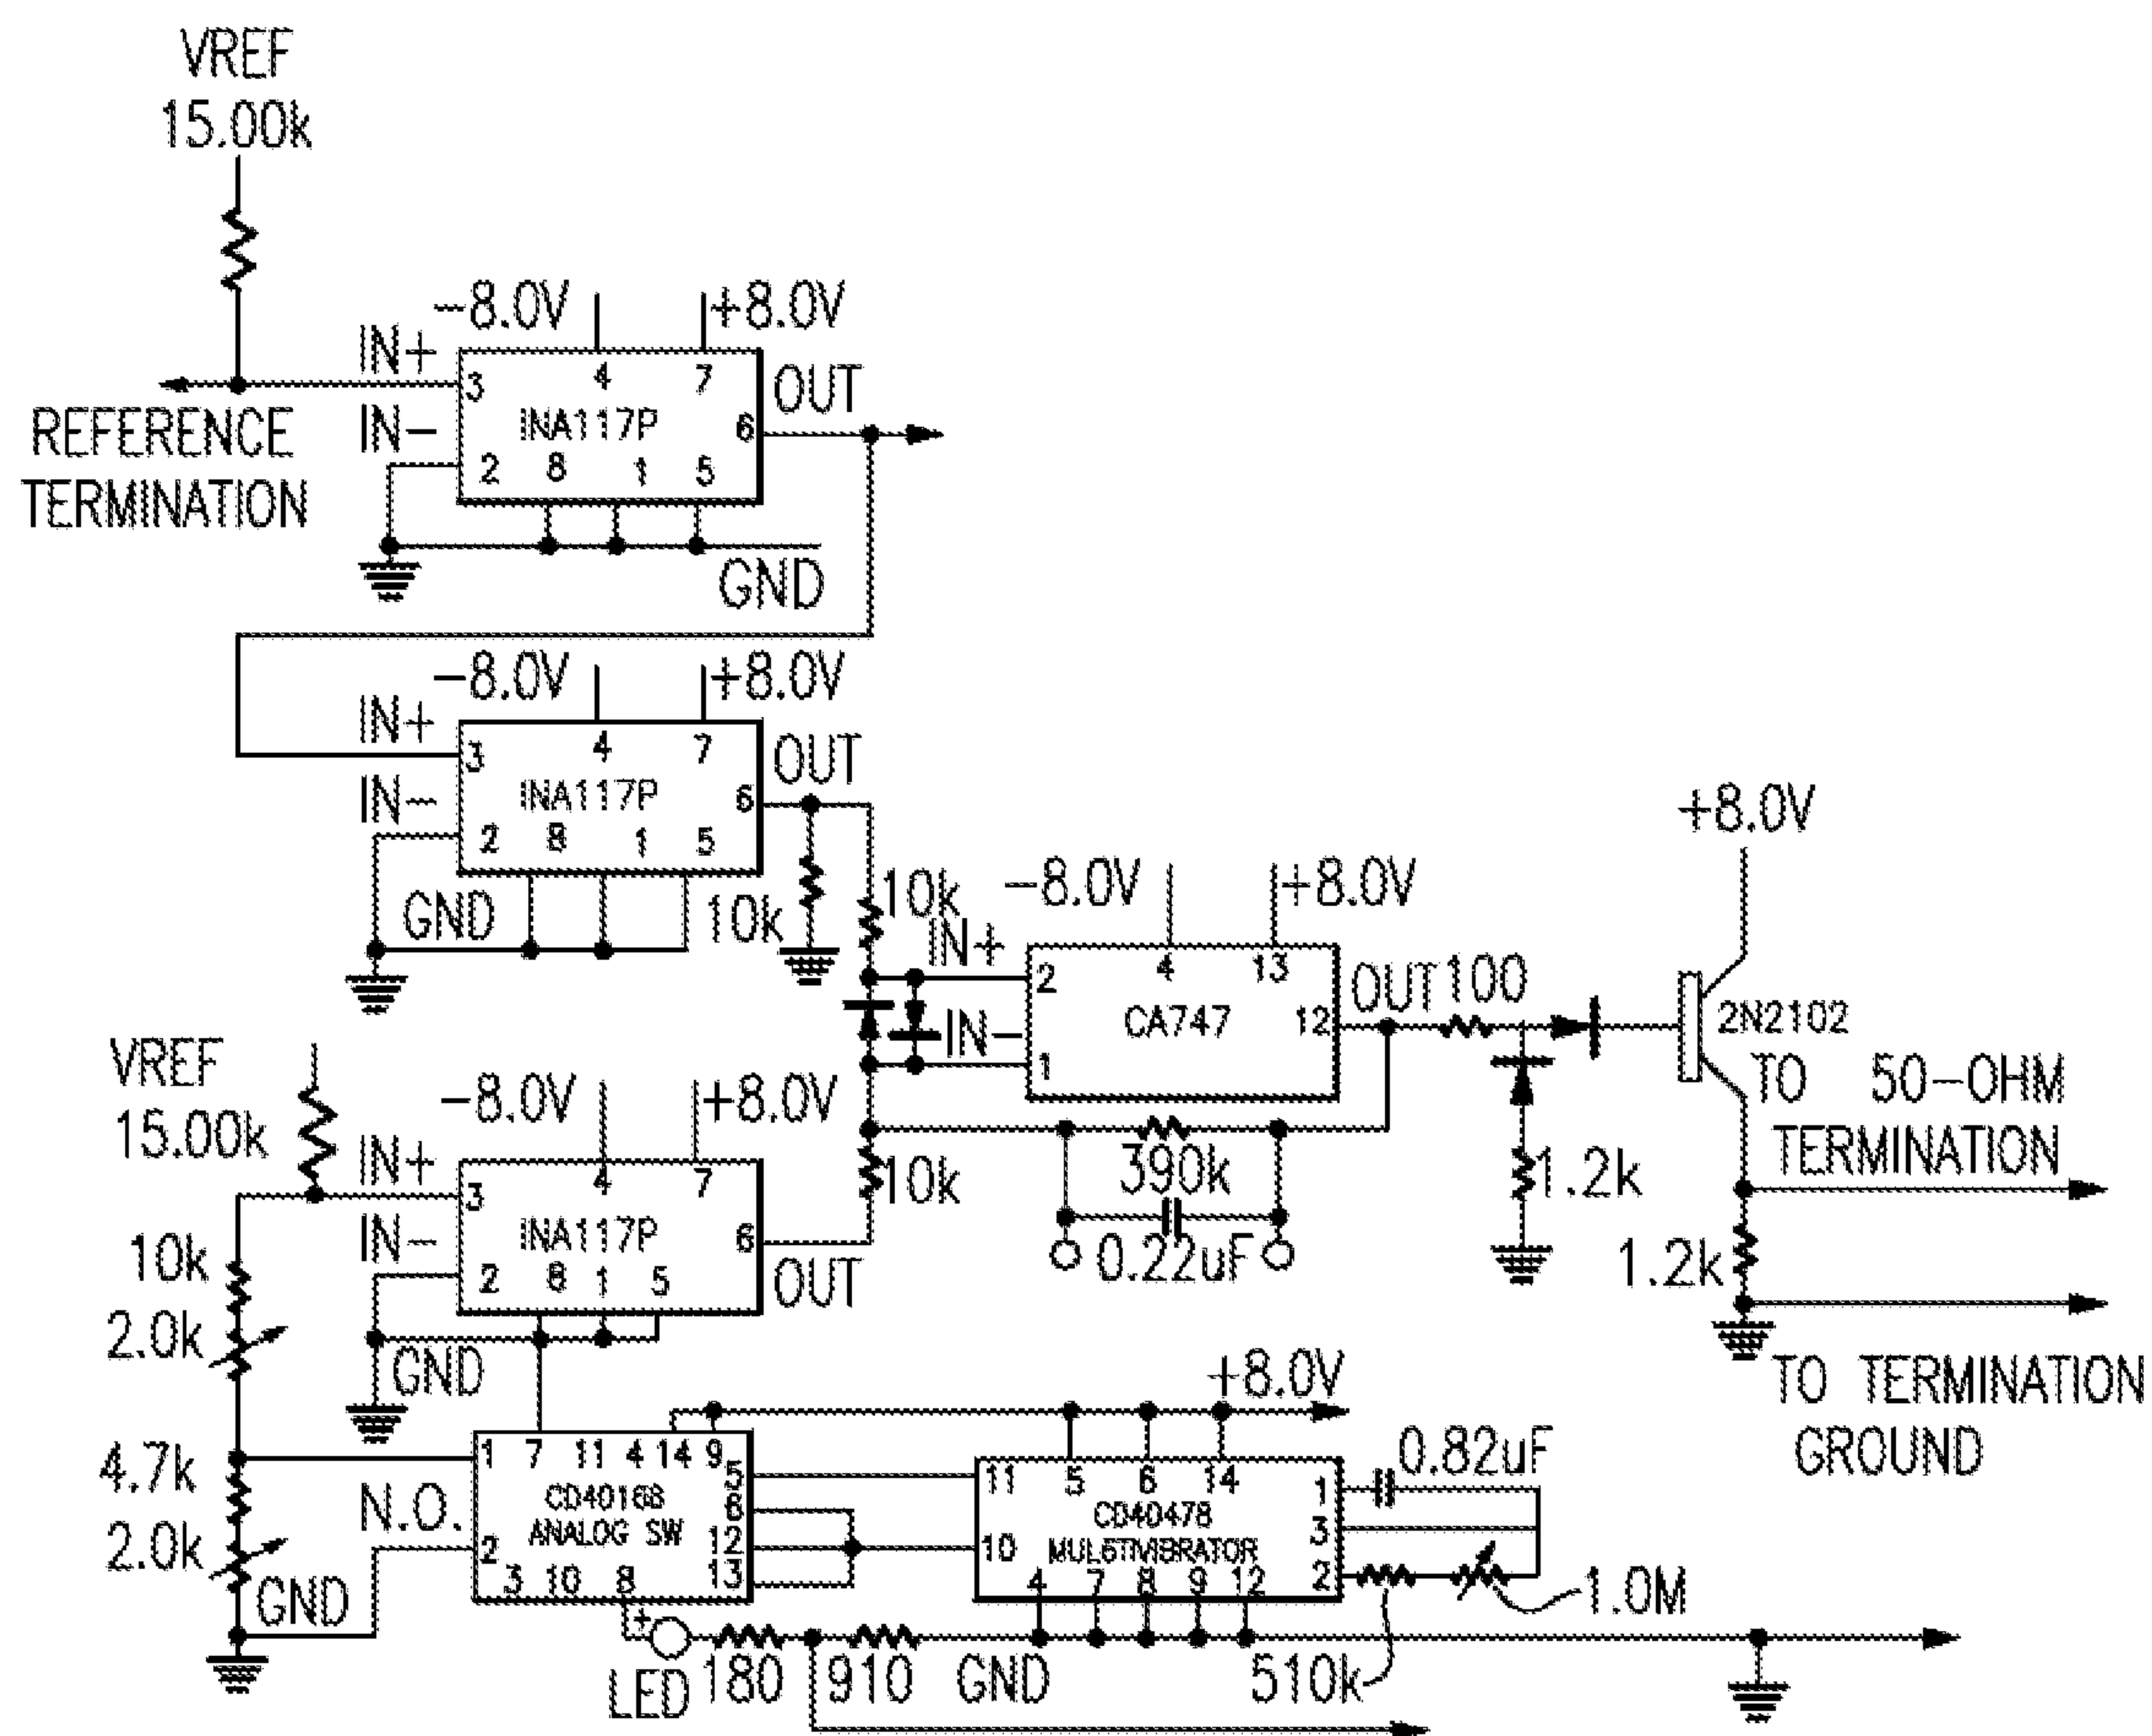 VREF
15.00k
-8.0V
+8.0V
IN+
3
4
7
OUT
REFERENCE
TERMINATION
IN-
INA117P
6
2
8
1
5
GND
-8.0V
+8.0V
IN+
3
4
7
OUT
IN-
INA117P
6
2
8
1
5
GND
10k
10k
+8.0V
-8.0V
+8.0V
IN+
2
4
13
OUT
100
CA747
12
2N2102
IN-
1
TO 50-OHM
TERMINATION
VREF
15.00k
-8.0V
+8.0V
IN+
3
4
7
10k
390k
1.2k
IN-
INA117P
6
2
8
1
5
OUT
0.22uF
1.2k
10k
2.0k
GND
+8.0V
TO TERMINATION
GROUND
4.7k
N.O.
2.0k
GND
1
7
11
4
14
9
5
CD4016B
6
ANALOG SW
12
2
13
3
10
8
11
5
6
14
1
0.82uF
CD4047B
3
10
MUL5TIVIBRATOR
2
4
7
8
9
12
1.0M
+
LED
180
910
GND
510k